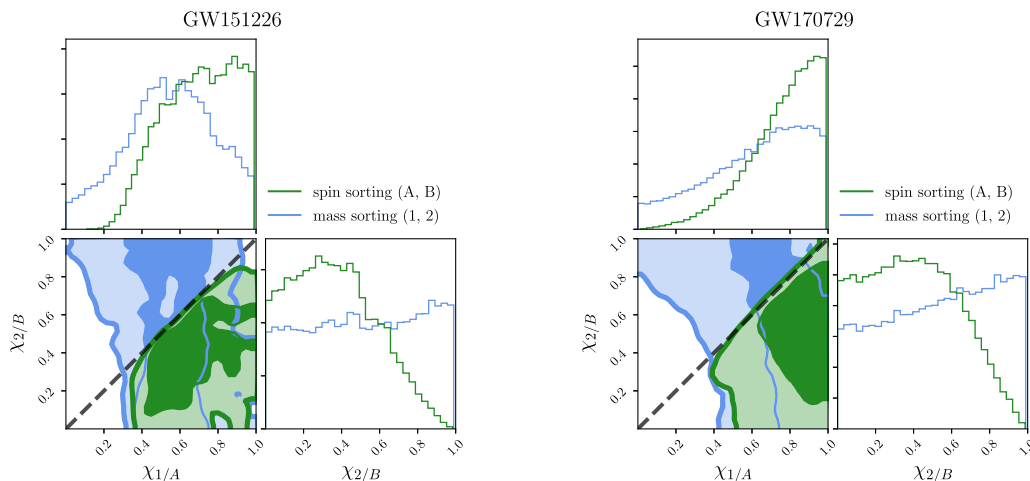 GW151226
spin sorting (A, B)
mass sorting (1, 2)
1.0
0.8
0.6
0.4
0.2
χ2/B
0.2 0.4 0.6 0.8 1.0
χ1/A
0.2 0.4 0.6 0.8 1.0
χ2/B
GW170729
spin sorting (A, B)
mass sorting (1, 2)
1.0
0.8
0.6
0.4
0.2
χ2/B
0.2 0.4 0.6 0.8 1.0
χ1/A
0.2 0.4 0.6 0.8 1.0
χ2/B